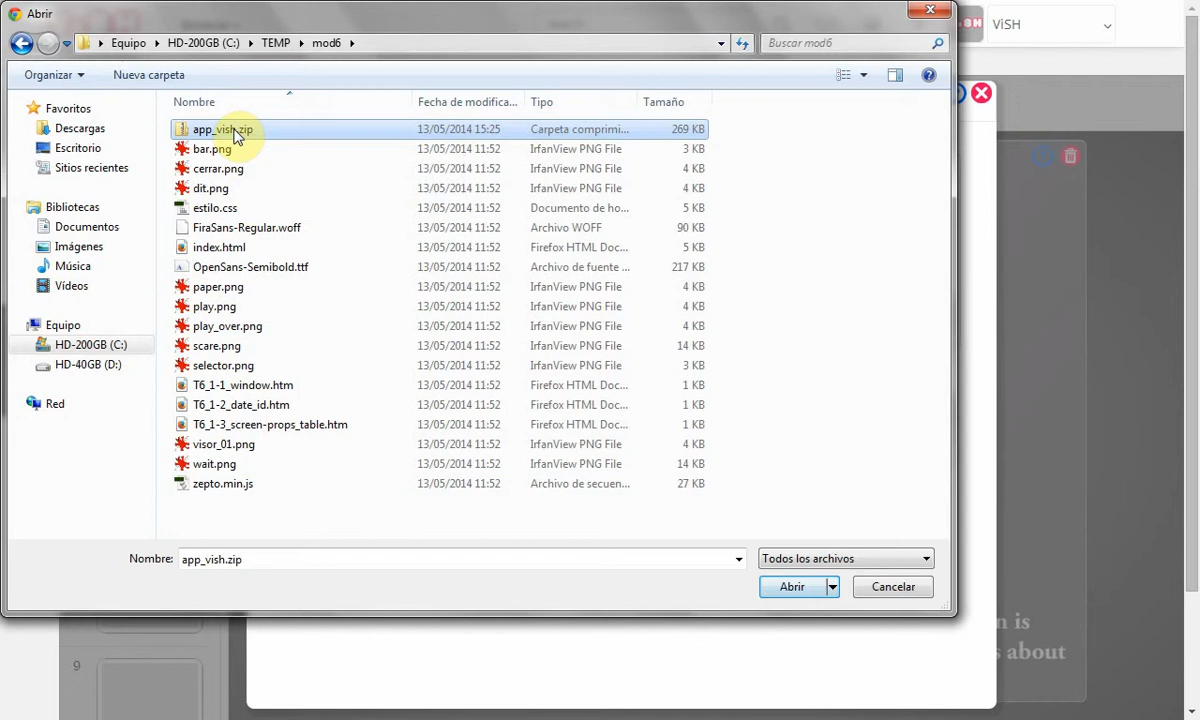 Abrir
Equipo HD-200GB (C:) TEMP mod6
Buscar mod6
ViSH
Organizar Nueva carpeta
Nombre Fecha de modifica... Tipo Tamaño
Favoritos
Descargas
Escritorio
Sitios recientes
Bibliotecas
Documentos
Imágenes
Música
Vídeos
Equipo
HD-200GB (C:)
HD-40GB (D:)
Red
app_vish.zip 13/05/2014 15:25 Carpeta comprimi... 269 KB
bar.png 13/05/2014 11:52 IrfanView PNG File 3 KB
cerrar.png 13/05/2014 11:52 IrfanView PNG File 4 KB
dit.png 13/05/2014 11:52 IrfanView PNG File 4 KB
estilo.css 13/05/2014 11:52 Documento de ho... 5 KB
FiraSans-Regular.woff 13/05/2014 11:52 Archivo WOFF 90 KB
index.html 13/05/2014 11:52 Firefox HTML Doc... 5 KB
OpenSans-Semibold.ttf 13/05/2014 11:52 Archivo de fuente ... 217 KB
paper.png 13/05/2014 11:52 IrfanView PNG File 4 KB
play.png 13/05/2014 11:52 IrfanView PNG File 4 KB
play_over.png 13/05/2014 11:52 IrfanView PNG File 4 KB
scare.png 13/05/2014 11:52 IrfanView PNG File 14 KB
selector.png 13/05/2014 11:52 IrfanView PNG File 3 KB
T6_1-1_window.htm 13/05/2014 11:52 Firefox HTML Doc... 1 KB
T6_1-2_date_id.htm 13/05/2014 11:52 Firefox HTML Doc... 1 KB
T6_1-3_screen-props_table.htm 13/05/2014 11:52 Firefox HTML Doc... 1 KB
visor_01.png 13/05/2014 11:52 IrfanView PNG File 4 KB
wait.png 13/05/2014 11:52 IrfanView PNG File 14 KB
zepto.min.js 13/05/2014 11:52 Archivo de secuen... 27 KB
Nombre: app_vish.zip
Todos los archivos
Abrir Cancelar
is
about
9